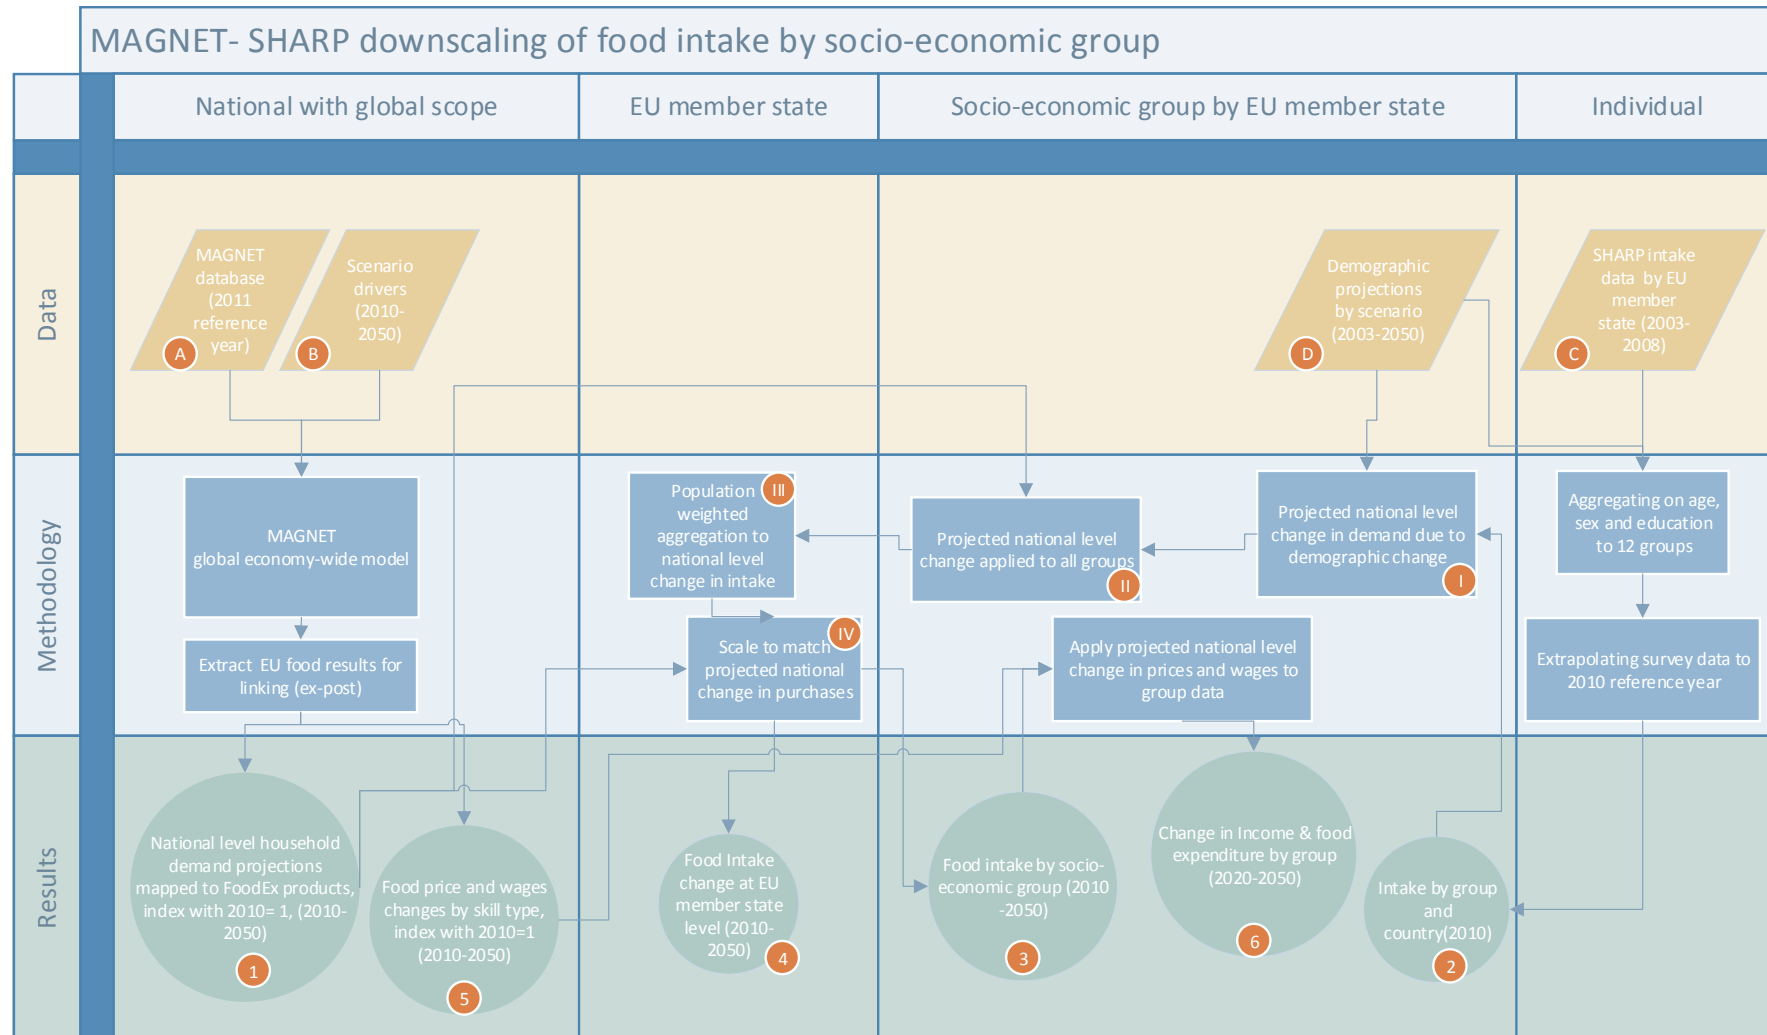 MAGNET- SHARP downscaling of food intake by socio-economic group
National with global scope
EU member state
Socio-economic group by EU member state
Individual
Data
MAGNET
database
(2011
reference
year)
A
Scenario
drivers
(2010-
2050)
B
Demographic
projections
by scenario
(2003-2050)
D
SHARP intake
data by EU
member
state (2003-
2008)
C
Methodology
MAGNET
global economy-wide model
Extract EU food results for
linking (ex-post)
III
Population
weighted
aggregation to
national level
change in intake
IV
Scale to match
projected national
change in purchases
Projected national level
change applied to all groups
II
Projected national level
change in demand due to
demographic change
I
Apply projected national level
change in prices and wages to
group data
Aggregating on age,
sex and education
to 12 groups
Extrapolating survey data to
2010 reference year
Results
National level household
demand projections
mapped to FoodEx products,
index with 2010= 1, (2010-
2050)
1
Food price and wages
changes by skill type,
index with 2010=1
(2010-2050)
5
Food Intake
change at EU
member state
level (2010-
2050)
4
Food intake by socio-
economic group (2010
-2050)
3
Change in Income & food
expenditure by group
(2020-2050)
6
Intake by group
and
country(2010)
2